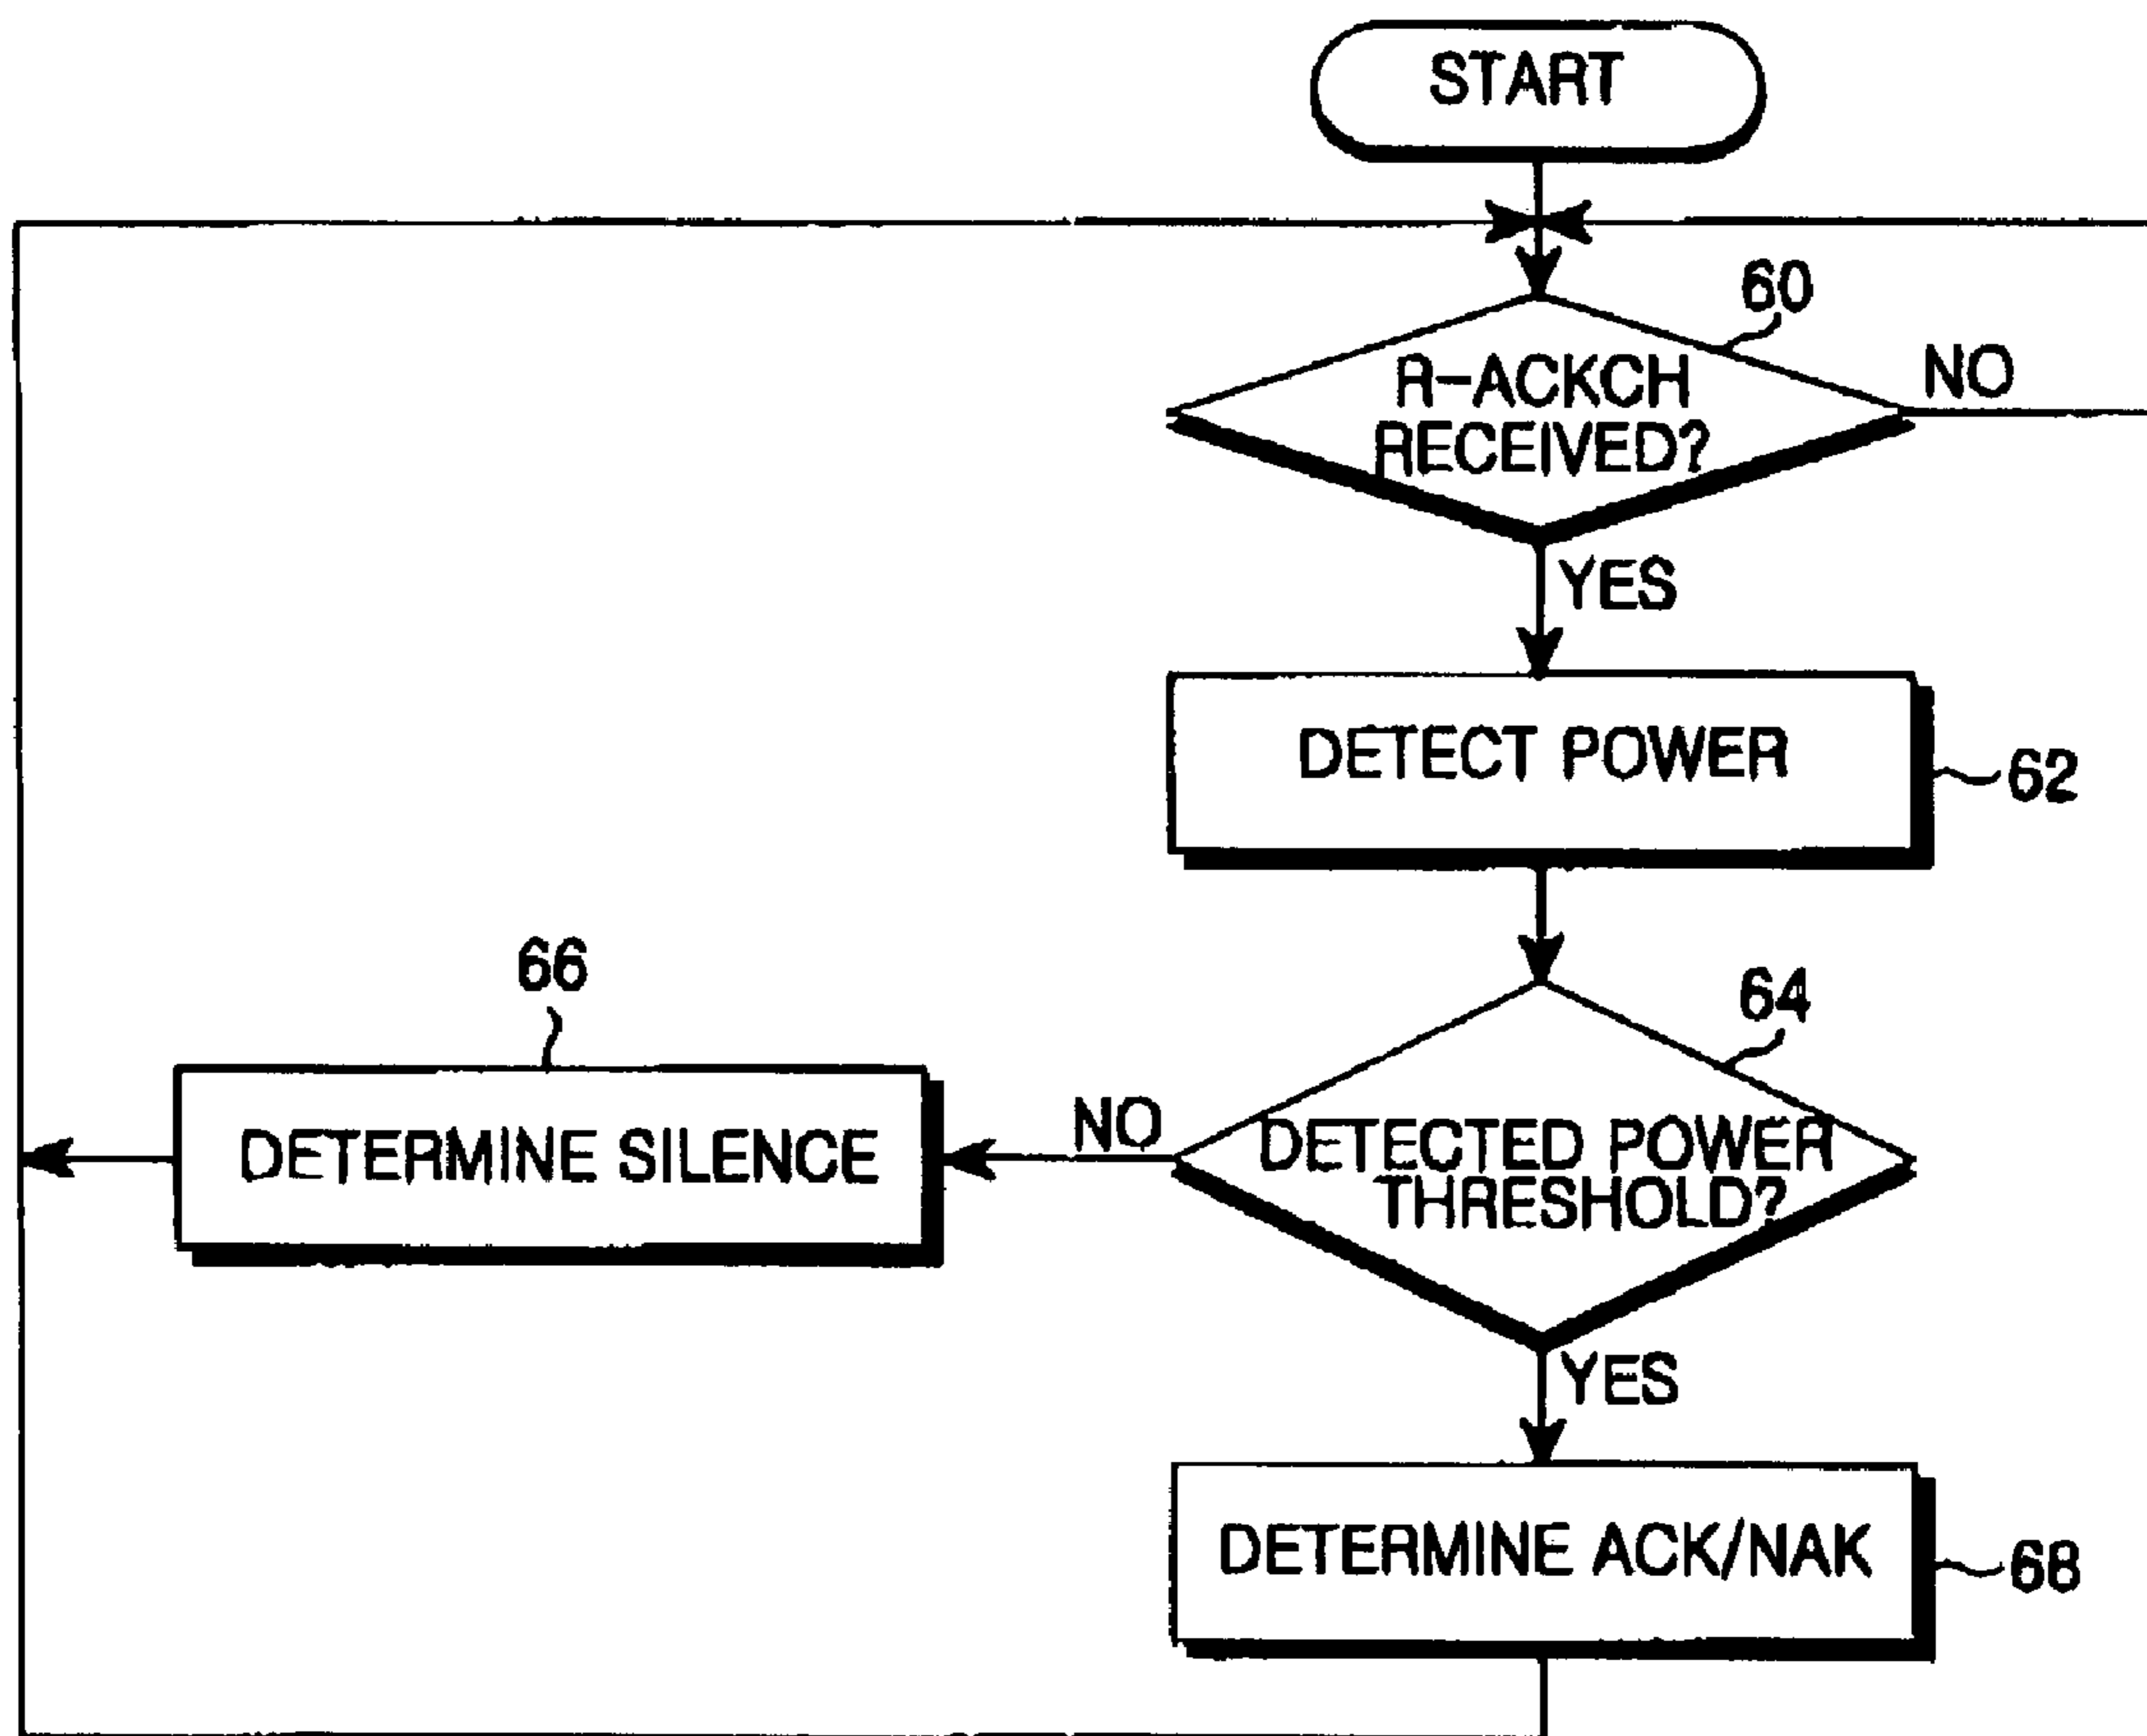 START
60
R-ACKCH
RECEIVED?
NO
YES
DETECT POWER
62
66
64
DETERMINE SILENCE
NO
DETECTED POWER
THRESHOLD?
YES
DETERMINE ACK/NAK
68